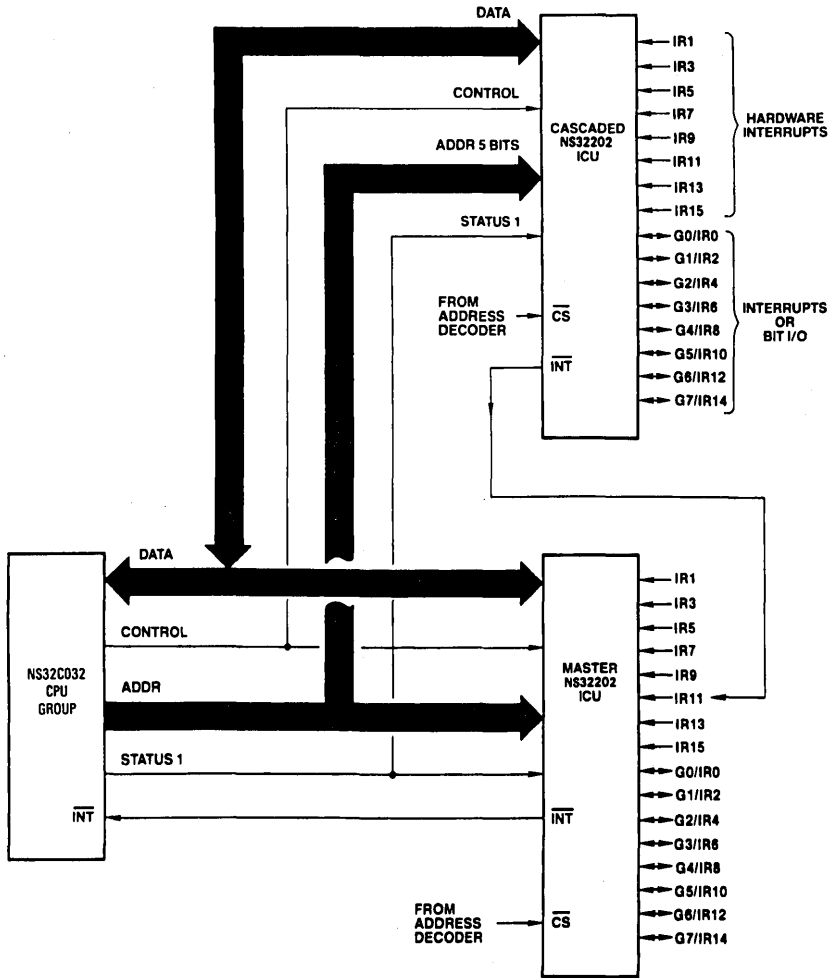 DATA
CONTROL
ADDR 5 BITS
STATUS 1
FROM
ADDRESS
DECODER
CASCADED
NS32202
ICU
CS
INT
IR1
IR3
IR5
IR7
IR9
IR11
IR13
IR15
G0/IR0
G1/IR2
G2/IR4
G3/IR6
G4/IR8
G5/IR10
G6/IR12
G7/IR14
HARDWARE
INTERRUPTS
INTERRUPTS
OR
BIT I/O
NS32C032
CPU
GROUP
INT
DATA
CONTROL
ADDR
STATUS 1
FROM
ADDRESS
DECODER
MASTER
NS32202
ICU
INT
CS
IR1
IR3
IR5
IR7
IR9
IR11
IR13
IR15
G0/IR0
G1/IR2
G2/IR4
G3/IR6
G4/IR8
G5/IR10
G6/IR12
G7/IR14